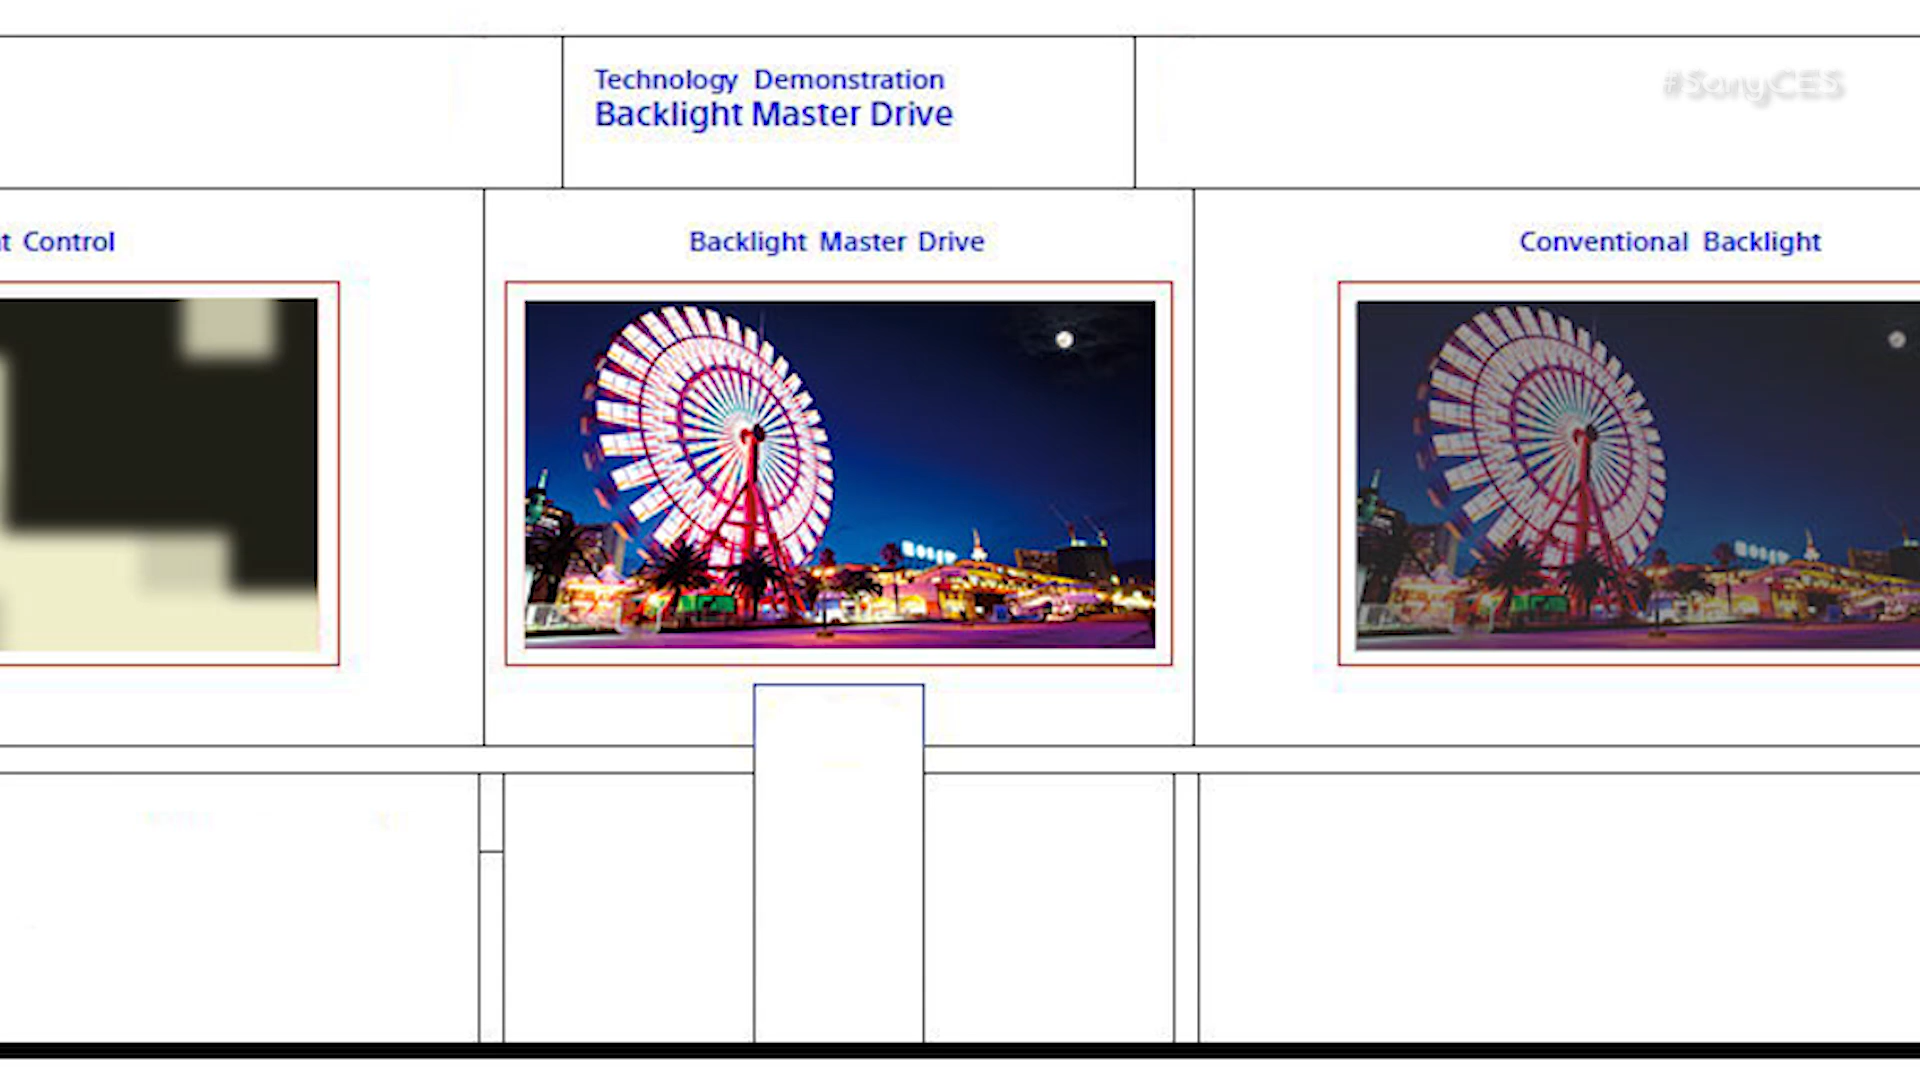 #SonyCES
Technology Demonstration
Backlight Master Drive
t Control
Backlight Master Drive
Conventional Backlight